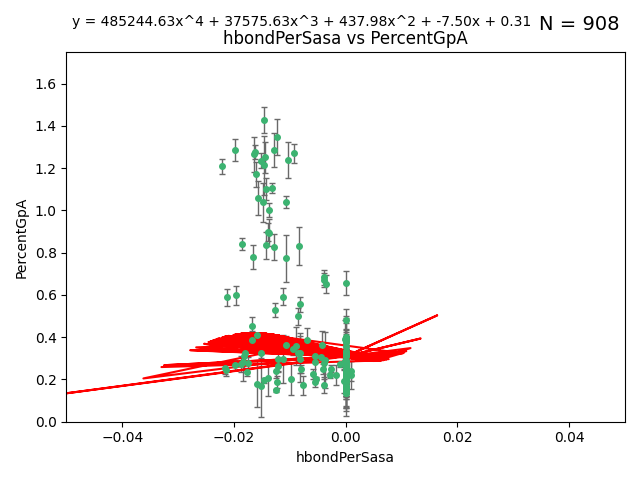 y = 485244.63x^4 + 37575.63x^3 + 437.98x^2 + -7.50x + 0.31 N = 908
hbondPerSasa vs PercentGpA
1.6
1.4
1.2
1.0
0.8
0.6
0.4
0.2
0.0
PercentGpA
−0.04 −0.02 0.00 0.02 0.04
hbondPerSasa